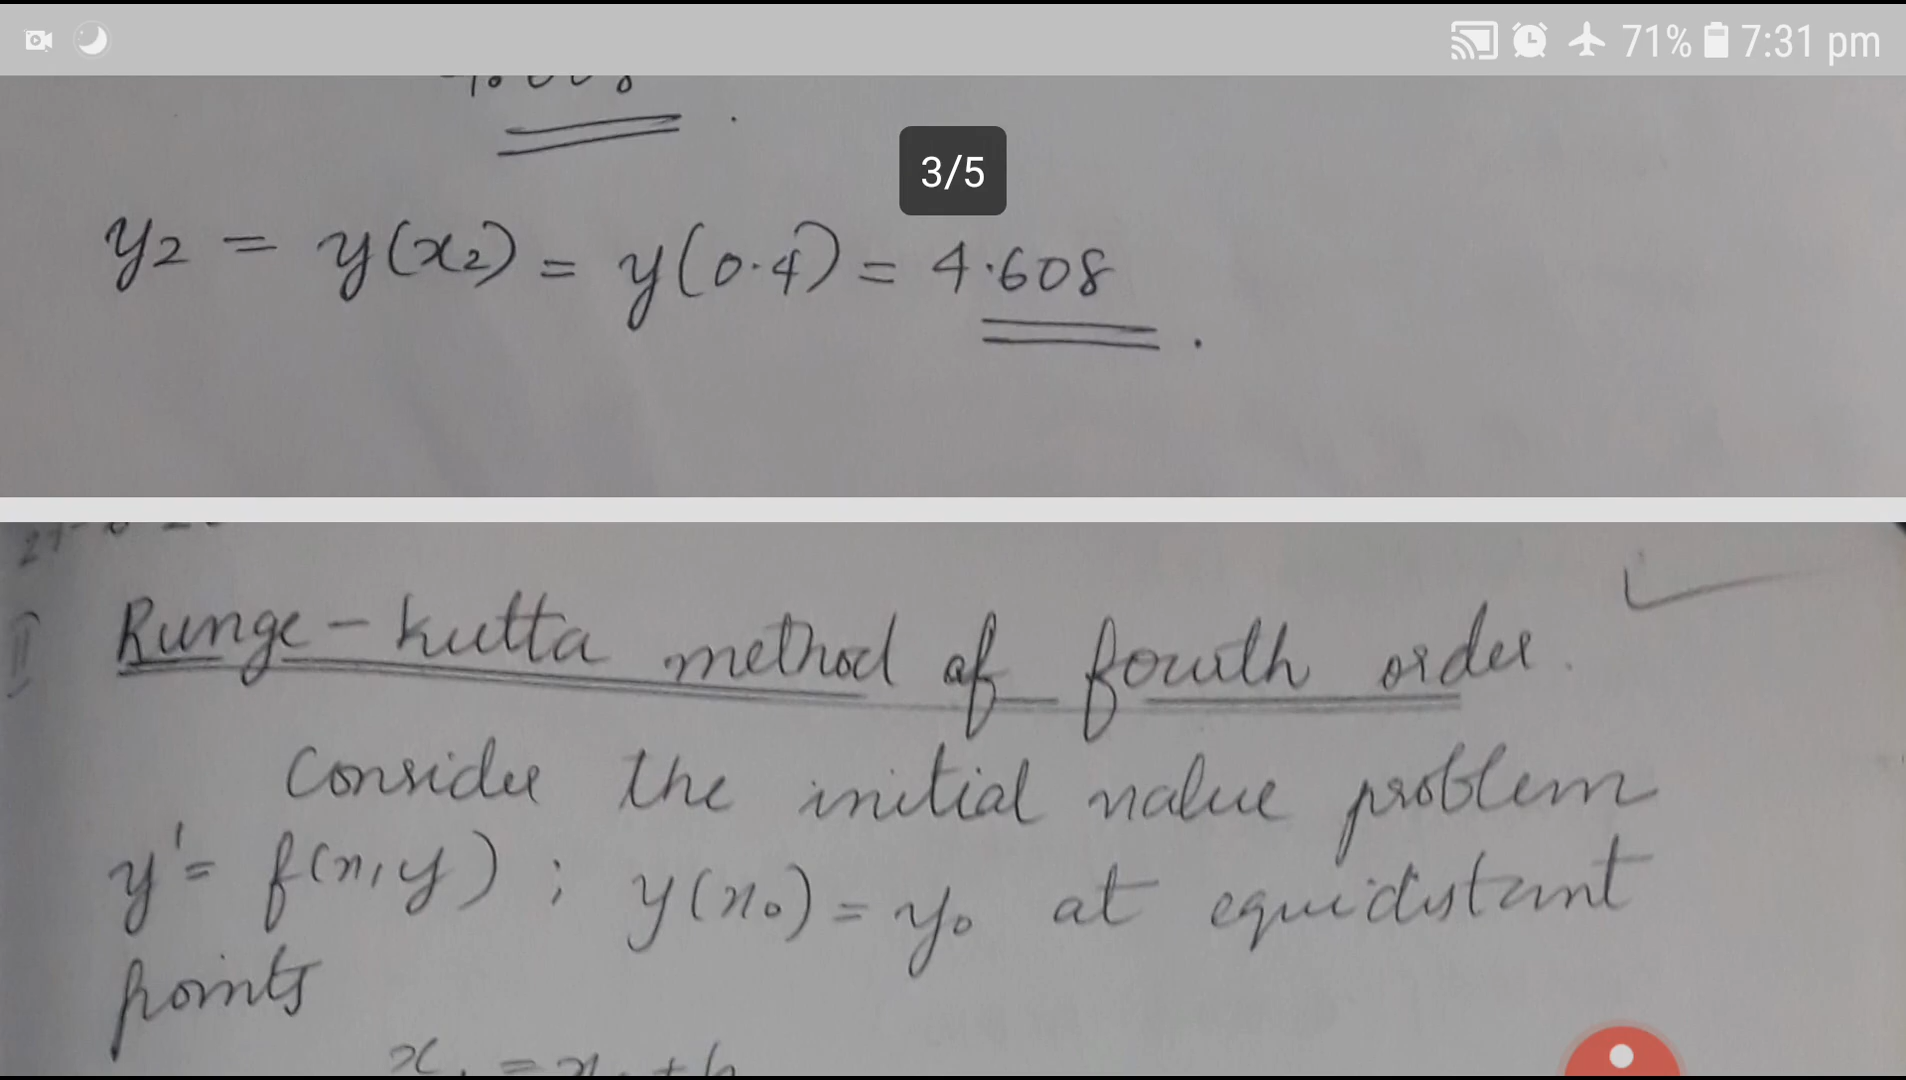 71% 7:31 pm
3/5
y2 = y(x2) = y(0.4) = 4.608
Runge-kutta method of fourth order.
Consider the initial value problem
y' = f(x,y) ; y(x0) = y0 at equidistant
points